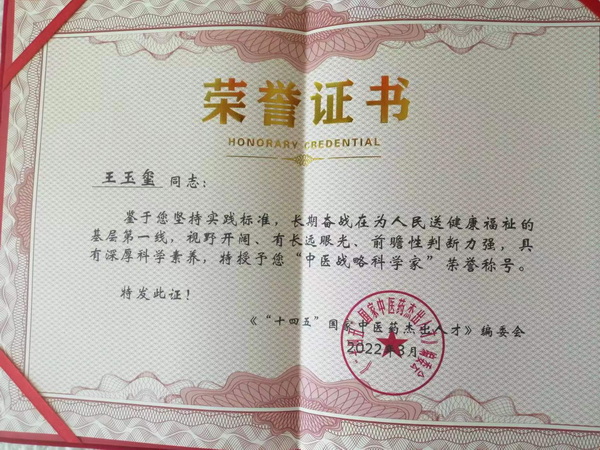 荣誉证书
HONORARY CREDENTIAL
王玉玺 同志：
鉴于您坚持实践标准，长期奋战在为人民送健康福祉的
基层第一线，视野开阔、有长远眼光、前瞻性判断力强，具
有深厚科学素养，特授予您“中医战略科学家”荣誉称号。
特发此证！
《“十四五”国家中医药杰出人才》编委会
2022年3月